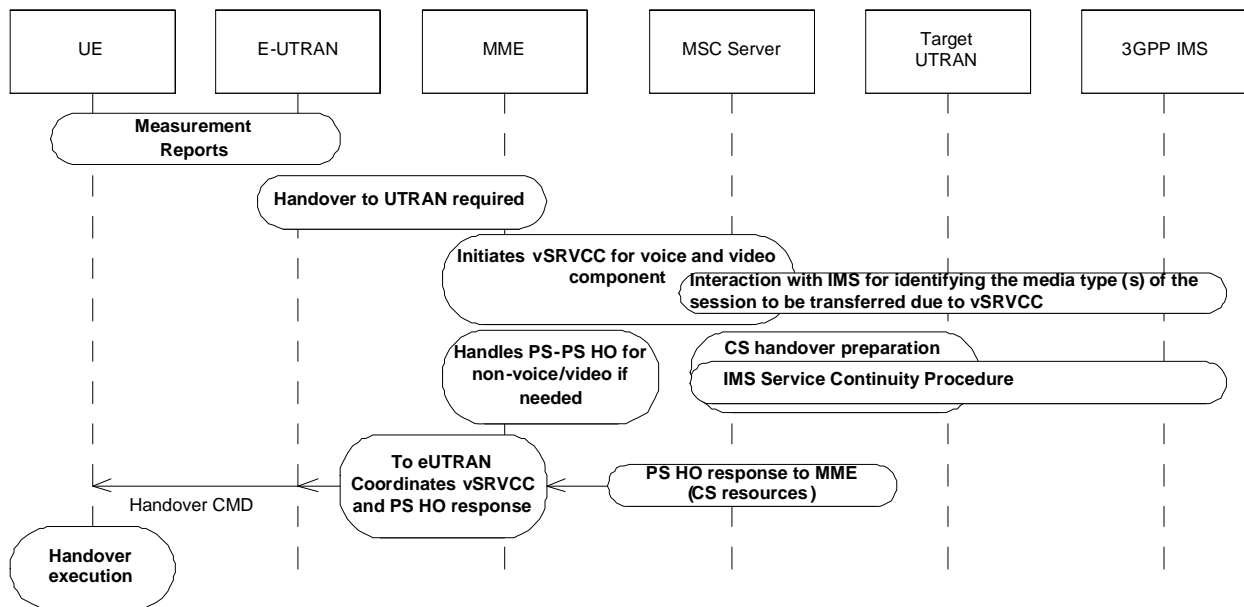 UE
E-UTRAN
MME
MSC Server
Target
UTRAN
3GPP IMS
Measurement
Reports
Handover to UTRAN required
Initiates vSRVCC for voice and video
component
Interaction with IMS for identifying the media type (s) of the
session to be transferred due to vSRVCC
Handles PS-PS HO for
non-voice/video if
needed
CS handover preparation
IMS Service Continuity Procedure
To eUTRAN
Coordinates vSRVCC
and PS HO response
PS HO response to MME
(CS resources)
Handover CMD
Handover
execution